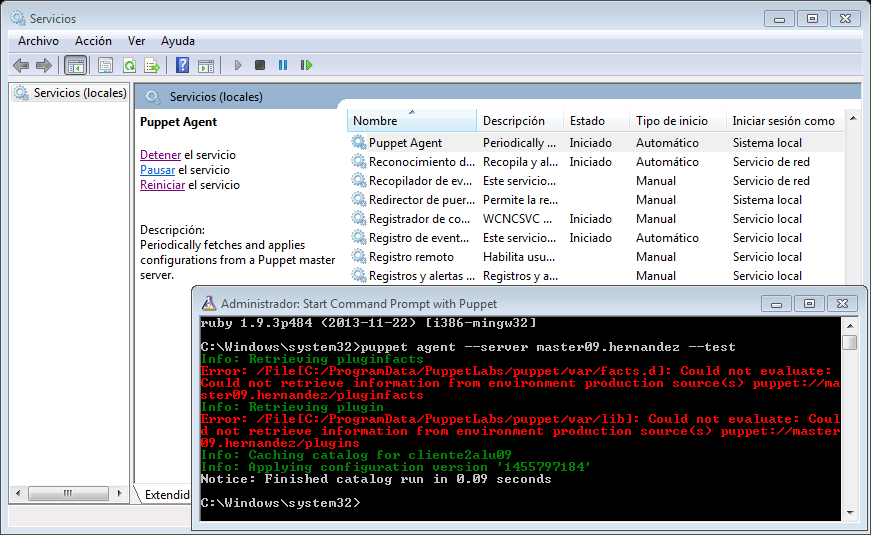 Servicios
Archivo Acción Ver Ayuda
Servicios (locales)
Servicios (locales)
Puppet Agent
Detener el servicio
Pausar el servicio
Reiniciar el servicio
Descripción:
Periodically fetches and applies
configurations from a Puppet master
server.
Nombre Descripción Estado Tipo de inicio Iniciar sesión como
Puppet Agent Periodically ... Iniciado Automático Sistema local
Reconocimiento d... Recopila y al... Iniciado Automático Servicio de red
Recopilador de ev... Este servicio... Manual Servicio de red
Redirector de puer... Permite la re... Manual Sistema local
Registrador de co... WCNCSVC ... Iniciado Manual Servicio local
Registro de event... Este servicio... Iniciado Automático Servicio local
Registro remoto Habilita usu... Manual Servicio local
Registros y alertas ... Registros y a... Manual Servicio local
Extendido
Administrador: Start Command Prompt with Puppet
ruby 1.9.3p484 (2013-11-22) [i386-mingw32]
C:\Windows\system32>puppet agent --server master09.hernandez --test
Info: Retrieving pluginfacts
Error: /File[C:/ProgramData/PuppetLabs/puppet/var/facts.d]: Could not evaluate:
Could not retrieve information from environment production source(s) puppet://ma
ster09.hernandez/pluginfacts
Info: Retrieving plugin
Error: /File[C:/ProgramData/PuppetLabs/puppet/var/lib]: Could not evaluate: Coul
d not retrieve information from environment production source(s) puppet://master
09.hernandez/plugins
Info: Caching catalog for cliente2alu09
Info: Applying configuration version '1455797184'
Notice: Finished catalog run in 0.09 seconds
C:\Windows\system32>